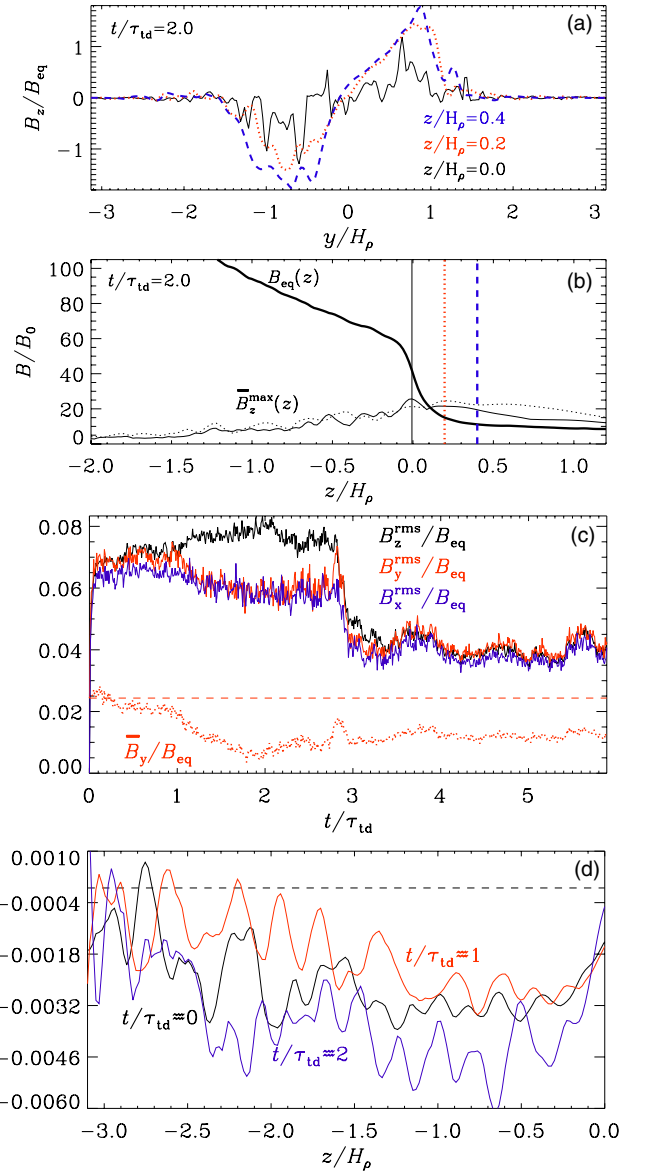 (a)
t/τtd=2.0
1
0
-1
Bz/Beq
z/Hρ=0.4
z/Hρ=0.2
z/Hρ=0.0
-3 -2 -1 0 1 2 3
y/Hρ
(b)
t/τtd=2.0
Beq(z)
100
80
60
40
20
0
B/B0
B̅zmax(z)
-2.0 -1.5 -1.0 -0.5 0.0 0.5 1.0
z/Hρ
(c)
0.08
0.06
0.04
0.02
0.00
Bzrms/Beq
Byrms/Beq
Bxrms/Beq
B̅y/Beq
0 1 2 3 4 5
t/τtd
(d)
0.0010
-0.0004
-0.0018
-0.0032
-0.0046
-0.0060
t/τtd≈1
t/τtd≈0
t/τtd≈2
-3.0 -2.5 -2.0 -1.5 -1.0 -0.5 0.0
z/Hρ